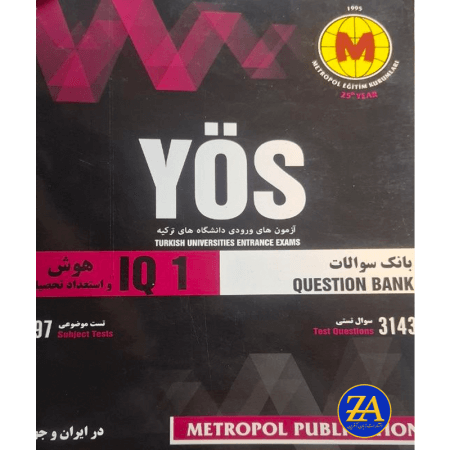 1995
METROPOL EĞİTİM KURUMLARI
25th YEAR
YÖS
آزمون های ورودی دانشگاه های ترکیه
TURKISH UNIVERSITIES ENTRANCE EXAMS
هوش
IQ 1
بانک سوالات
QUESTION BANK
97
تست موضوعی
Subject Tests
سوال تستی
Test Questions
3143
در ایران و
METROPOL
ZA